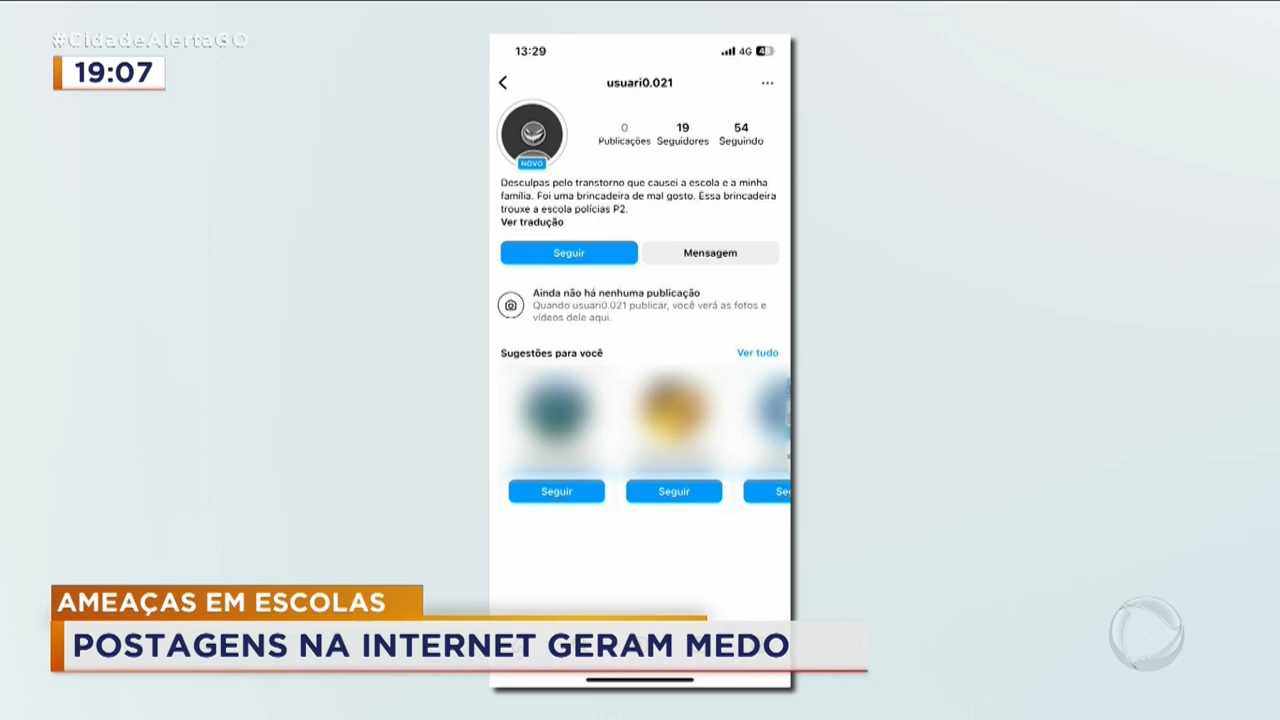 #CidadeAlertaGO
19:07
13:29
4G
usuari0.021
0
19
54
Publicações
Seguidores
Seguindo
NOVO
Desculpas pelo transtorno que causei a escola e a minha
família. Foi uma brincadeira de mal gosto. Essa brincadeira
trouxe a escola polícias P2.
Ver tradução
Seguir
Mensagem
Ainda não há nenhuma publicação
Quando usuari0.021 publicar, você verá as fotos e
vídeos dele aqui.
Sugestões para você
Ver tudo
Seguir
Seguir
Seg
AMEAÇAS EM ESCOLAS
POSTAGENS NA INTERNET GERAM MEDO